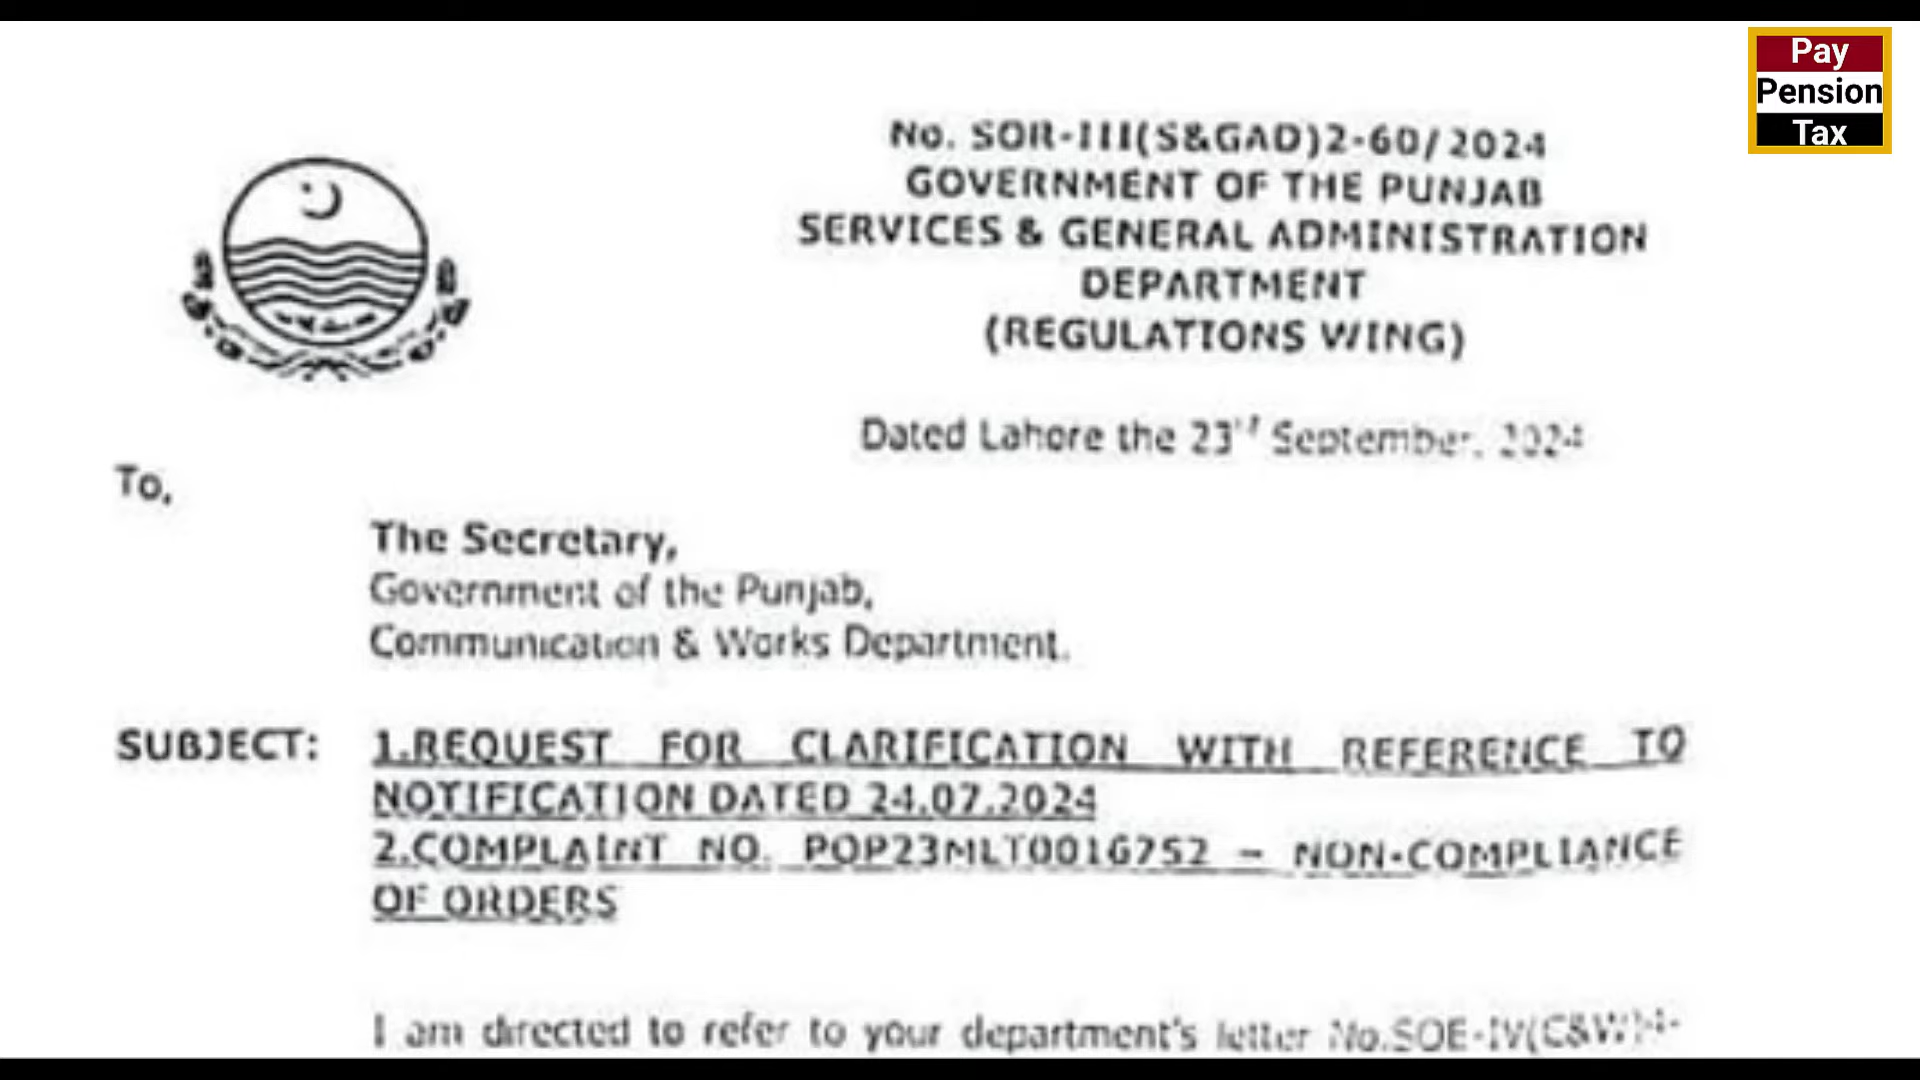 Pay
Pension
Tax
No. SOR-III(S&GAD)2-60/2024
GOVERNMENT OF THE PUNJAB
SERVICES & GENERAL ADMINISTRATION
DEPARTMENT
(REGULATIONS WING)
Dated Lahore the 23rd September, 2024
To,
The Secretary,
Government of the Punjab,
Communication & Works Department.
SUBJECT: 1.REQUEST FOR CLARIFICATION WITH REFERENCE TO
NOTIFICATION DATED 24.07.2024
2.COMPLAINT NO. POP23MLT0016752 – NON-COMPLIANCE
OF ORDERS
I am directed to refer to your department's letter No.SOE-IV(C&W)